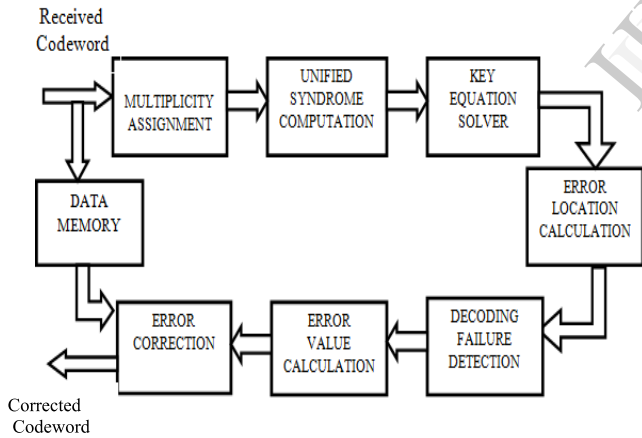 Received
Codeword
MULTIPLICITY
ASSIGNMENT
UNIFIED
SYNDROME
COMPUTATION
KEY
EQUATION
SOLVER
DATA
MEMORY
ERROR
LOCATION
CALCULATION
ERROR
CORRECTION
ERROR
VALUE
CALCULATION
DECODING
FAILURE
DETECTION
Corrected
Codeword